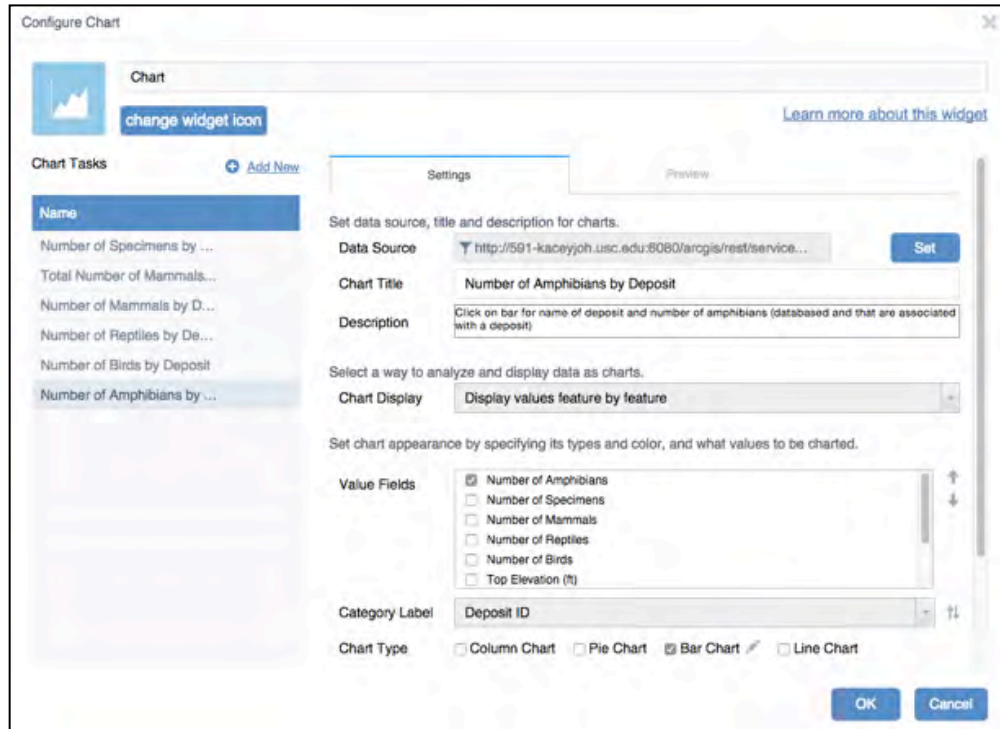 Configure Chart
Chart
change widget icon
Learn more about this widget
Chart Tasks
Add New
Name
Number of Specimens by ...
Total Number of Mammals...
Number of Mammals by D...
Number of Reptiles by De...
Number of Birds by Deposit
Number of Amphibians by ...
Settings
Preview
Set data source, title and description for charts.
Data Source
http://591-kaceyjoh.usc.edu:6080/arcgis/rest/service...
Set
Chart Title
Number of Amphibians by Deposit
Description
Click on bar for name of deposit and number of amphibians (databased and that are associated
with a deposit)
Select a way to analyze and display data as charts.
Chart Display
Display values feature by feature
Set chart appearance by specifying its types and color, and what values to be charted.
Value Fields
Number of Amphibians
Number of Specimens
Number of Mammals
Number of Reptiles
Number of Birds
Top Elevation (ft)
Category Label
Deposit ID
Chart Type
Column Chart
Pie Chart
Bar Chart
Line Chart
OK
Cancel